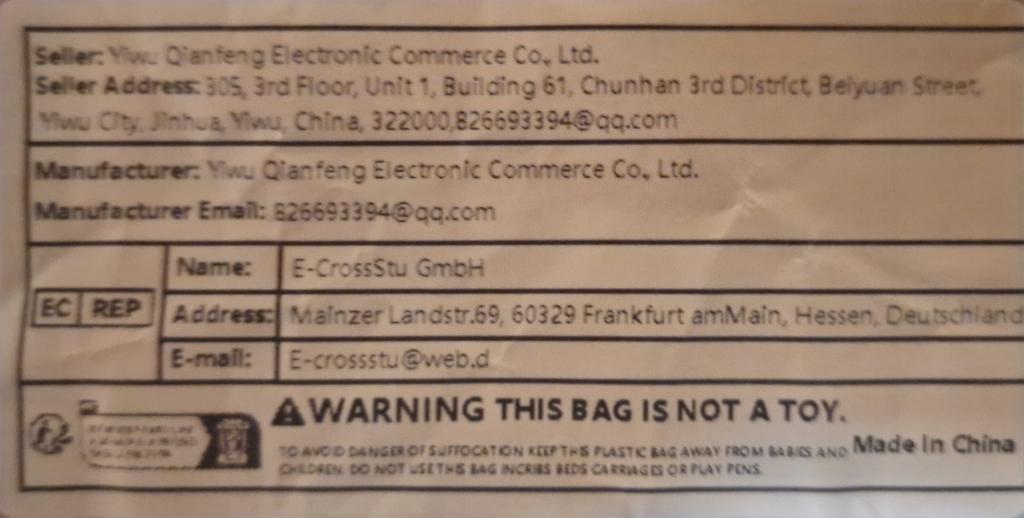 Seller: Yiwu Qianfeng Electronic Commerce Co., Ltd.
Seller Address: 305, 3rd Floor, Unit 1, Building 61, Chunhan 3rd District, Beiyuan Street,
Yiwu City, Jinhua, Yiwu, China, 322000,826693394@qq.com
Manufacturer: Yiwu Qianfeng Electronic Commerce Co., Ltd.
Manufacturer Email: 826693394@qq.com
EC REP
Name: E-CrossStu GmbH
Address: Mainzer Landstr.69, 60329 Frankfurt amMain, Hessen, Deutschland
E-mail: E-crossstu@web.d
WARNING THIS BAG IS NOT A TOY.
TO AVOID DANGER OF SUFFOCATION KEEP THIS PLASTIC BAG AWAY FROM BABIES AND
CHILDREN. DO NOT USE THIS BAG IN CRIBS BEDS CARRIAGES OR PLAY PENS.
Made In China